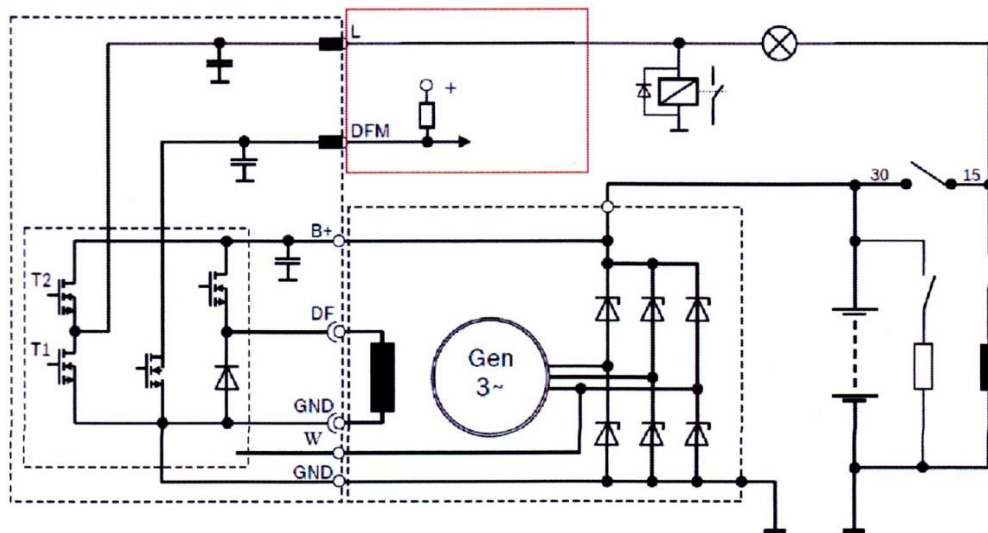 L
+
DFM
30
15
B+
T2
DF
T1
Gen
3~
GND
W
GND